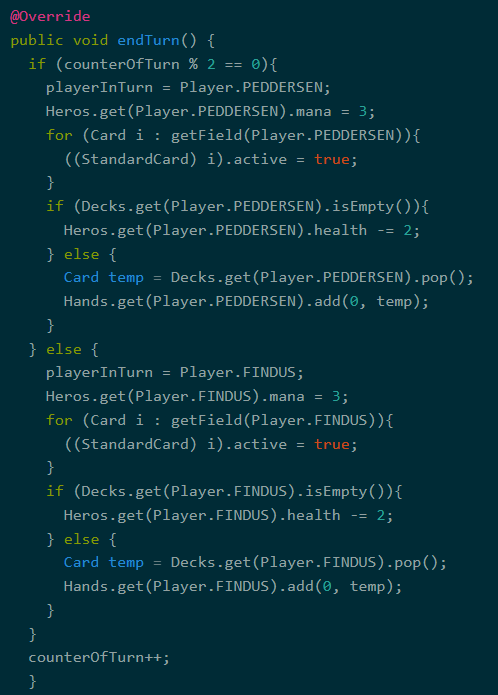 @Override
public void endTurn() {
  if (counterOfTurn % 2 == 0){
    playerInTurn = Player.PEDDERSEN;
    Heros.get(Player.PEDDERSEN).mana = 3;
    for (Card i : getField(Player.PEDDERSEN)){
      ((StandardCard) i).active = true;
    }
    if (Decks.get(Player.PEDDERSEN).isEmpty()){
      Heros.get(Player.PEDDERSEN).health -= 2;
    } else {
      Card temp = Decks.get(Player.PEDDERSEN).pop();
      Hands.get(Player.PEDDERSEN).add(0, temp);
    }
  } else {
    playerInTurn = Player.FINDUS;
    Heros.get(Player.FINDUS).mana = 3;
    for (Card i : getField(Player.FINDUS)){
      ((StandardCard) i).active = true;
    }
    if (Decks.get(Player.FINDUS).isEmpty()){
      Heros.get(Player.FINDUS).health -= 2;
    } else {
      Card temp = Decks.get(Player.FINDUS).pop();
      Hands.get(Player.FINDUS).add(0, temp);
    }
  }
  counterOfTurn++;
  }